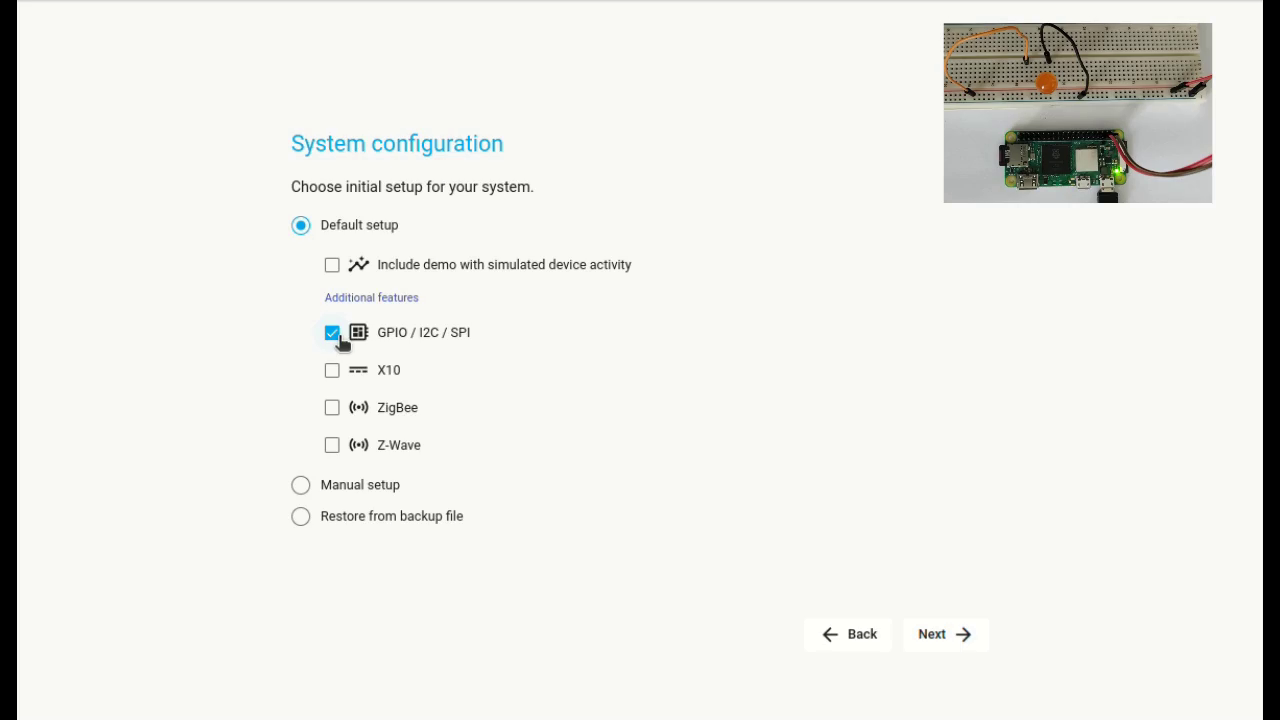 System configuration
Choose initial setup for your system.
Default setup
Include demo with simulated device activity
Additional features
GPIO / I2C / SPI
X10
ZigBee
Z-Wave
Manual setup
Restore from backup file
Back
Next